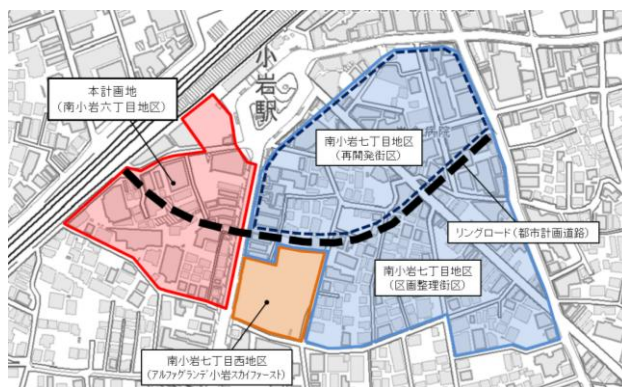 本計画地
(南小岩六丁目地区)
小岩駅
南小岩七丁目地区
(再開発街区)
リングロード(都市計画道路)
南小岩七丁目地区
(区画整理街区)
南小岩七丁目西地区
(アルファグランデ小岩スカイファースト)